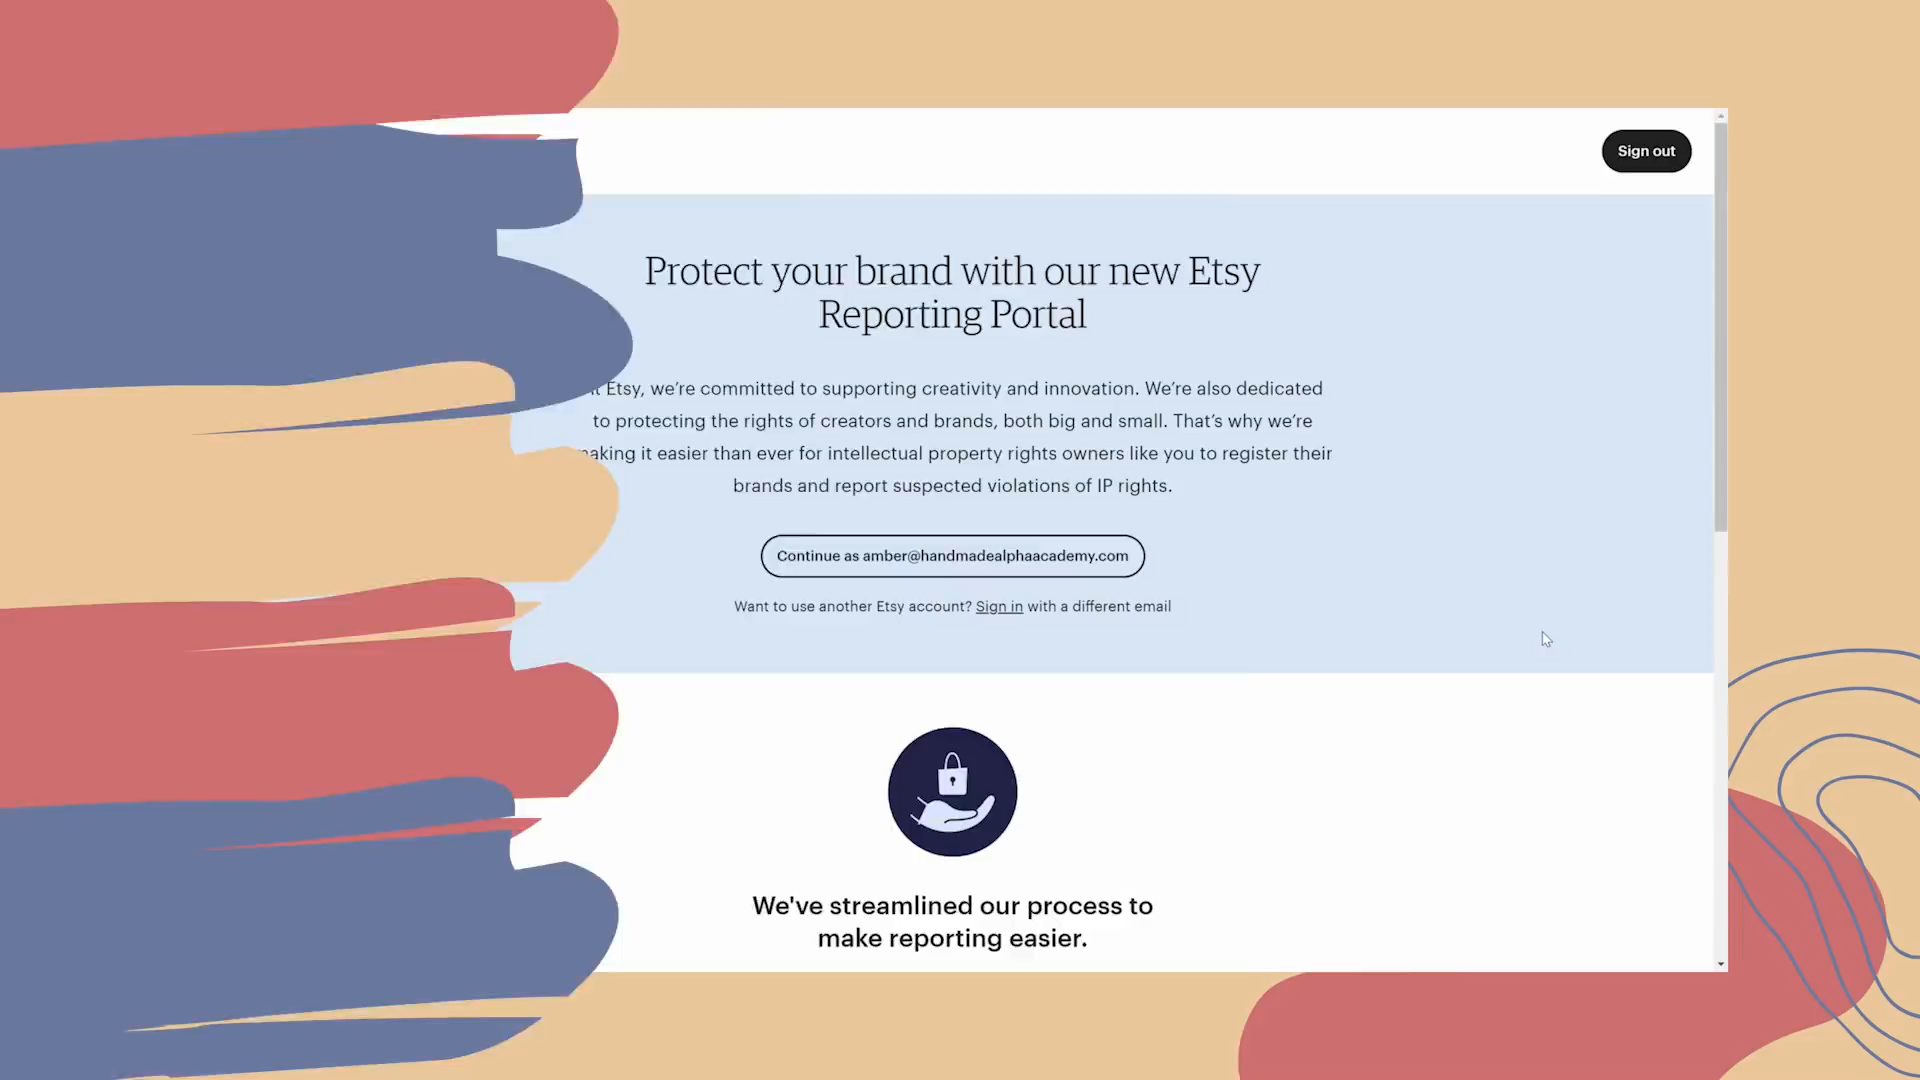 Sign out
Protect your brand with our new Etsy
Reporting Portal
Etsy, we’re committed to supporting creativity and innovation. We’re also dedicated
to protecting the rights of creators and brands, both big and small. That’s why we’re
it easier than ever for intellectual property rights owners like you to register their
brands and report suspected violations of IP rights.
Continue as amber@handmadealphaacademy.com
Want to use another Etsy account? Sign in with a different email
We've streamlined our process to
make reporting easier.